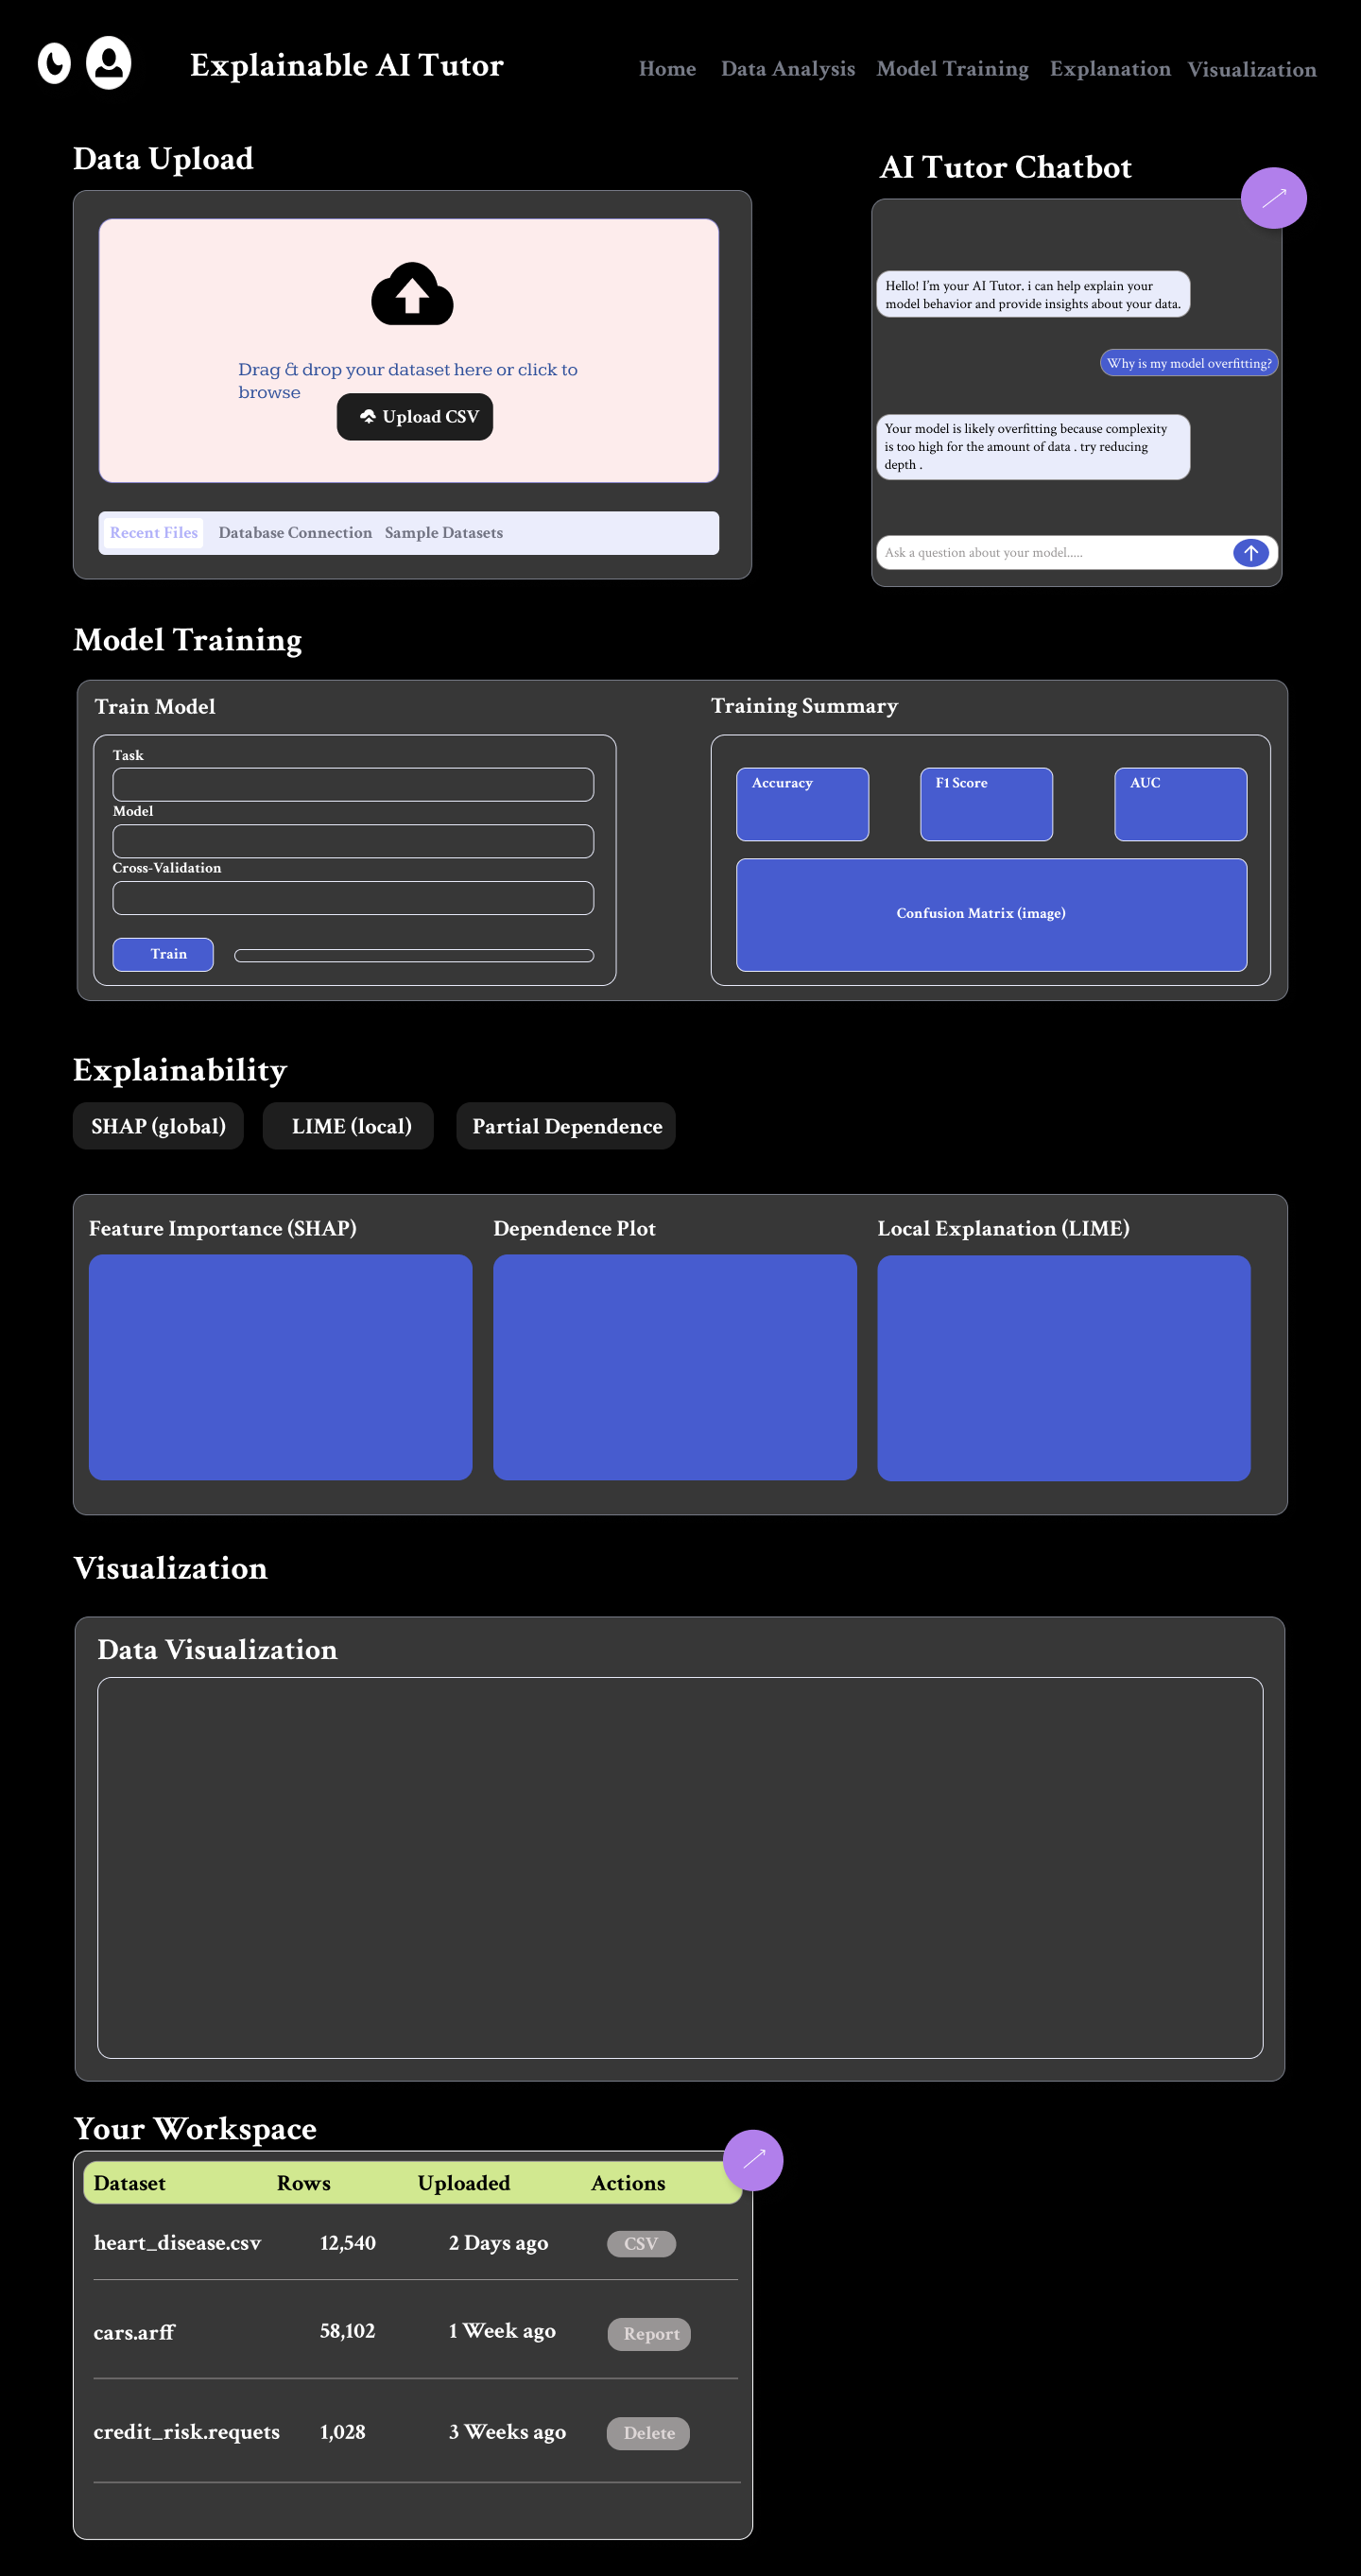 Explainable AI Tutor
Home Data Analysis Model Training Explanation Visualization
Data Upload
Drag & drop your dataset here or click to
browse
Upload CSV
Recent Files Database Connection Sample Datasets
AI Tutor Chatbot
Hello! I'm your AI Tutor. i can help explain your
model behavior and provide insights about your data.
Why is my model overfitting?
Your model is likely overfitting because complexity
is too high for the amount of data . try reducing
depth .
Ask a question about your model.....
Model Training
Train Model
Task
Model
Cross-Validation
Train
Training Summary
Accuracy F1 Score AUC
Confusion Matrix (image)
Explainability
SHAP (global) LIME (local) Partial Dependence
Feature Importance (SHAP) Dependence Plot Local Explanation (LIME)
Visualization
Data Visualization
Your Workspace
Dataset Rows Uploaded Actions
heart_disease.csv 12,540 2 Days ago CSV
cars.arff 58,102 1 Week ago Report
credit_risk.requets 1,028 3 Weeks ago Delete